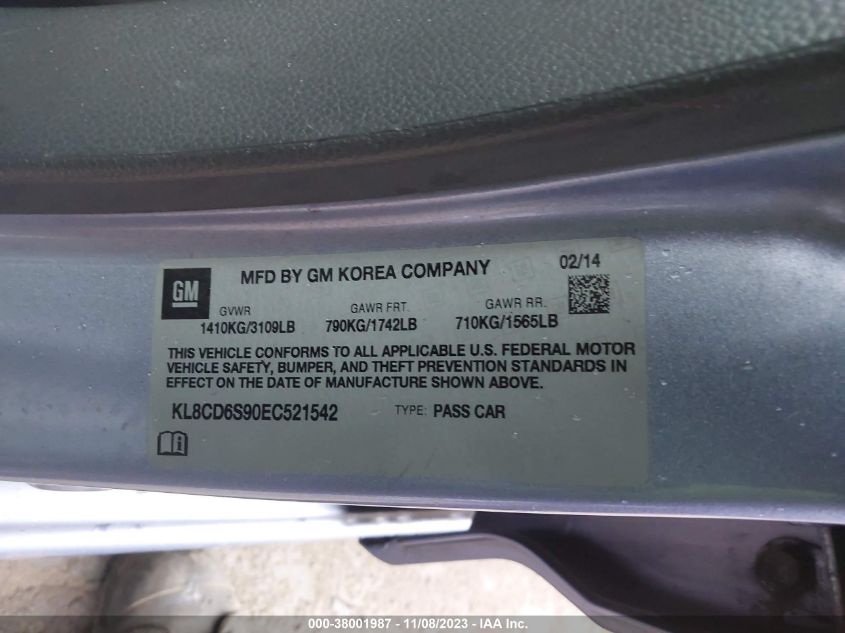 GM
MFD BY GM KOREA COMPANY
02/14
GVWR GAWR FRT. GAWR RR.
1410KG/3109LB 790KG/1742LB 710KG/1565LB
THIS VEHICLE CONFORMS TO ALL APPLICABLE U.S. FEDERAL MOTOR
VEHICLE SAFETY, BUMPER, AND THEFT PREVENTION STANDARDS IN
EFFECT ON THE DATE OF MANUFACTURE SHOWN ABOVE.
KL8CD6S90EC521542 TYPE: PASS CAR
000-38001987 - 11/08/2023 - IAA Inc.